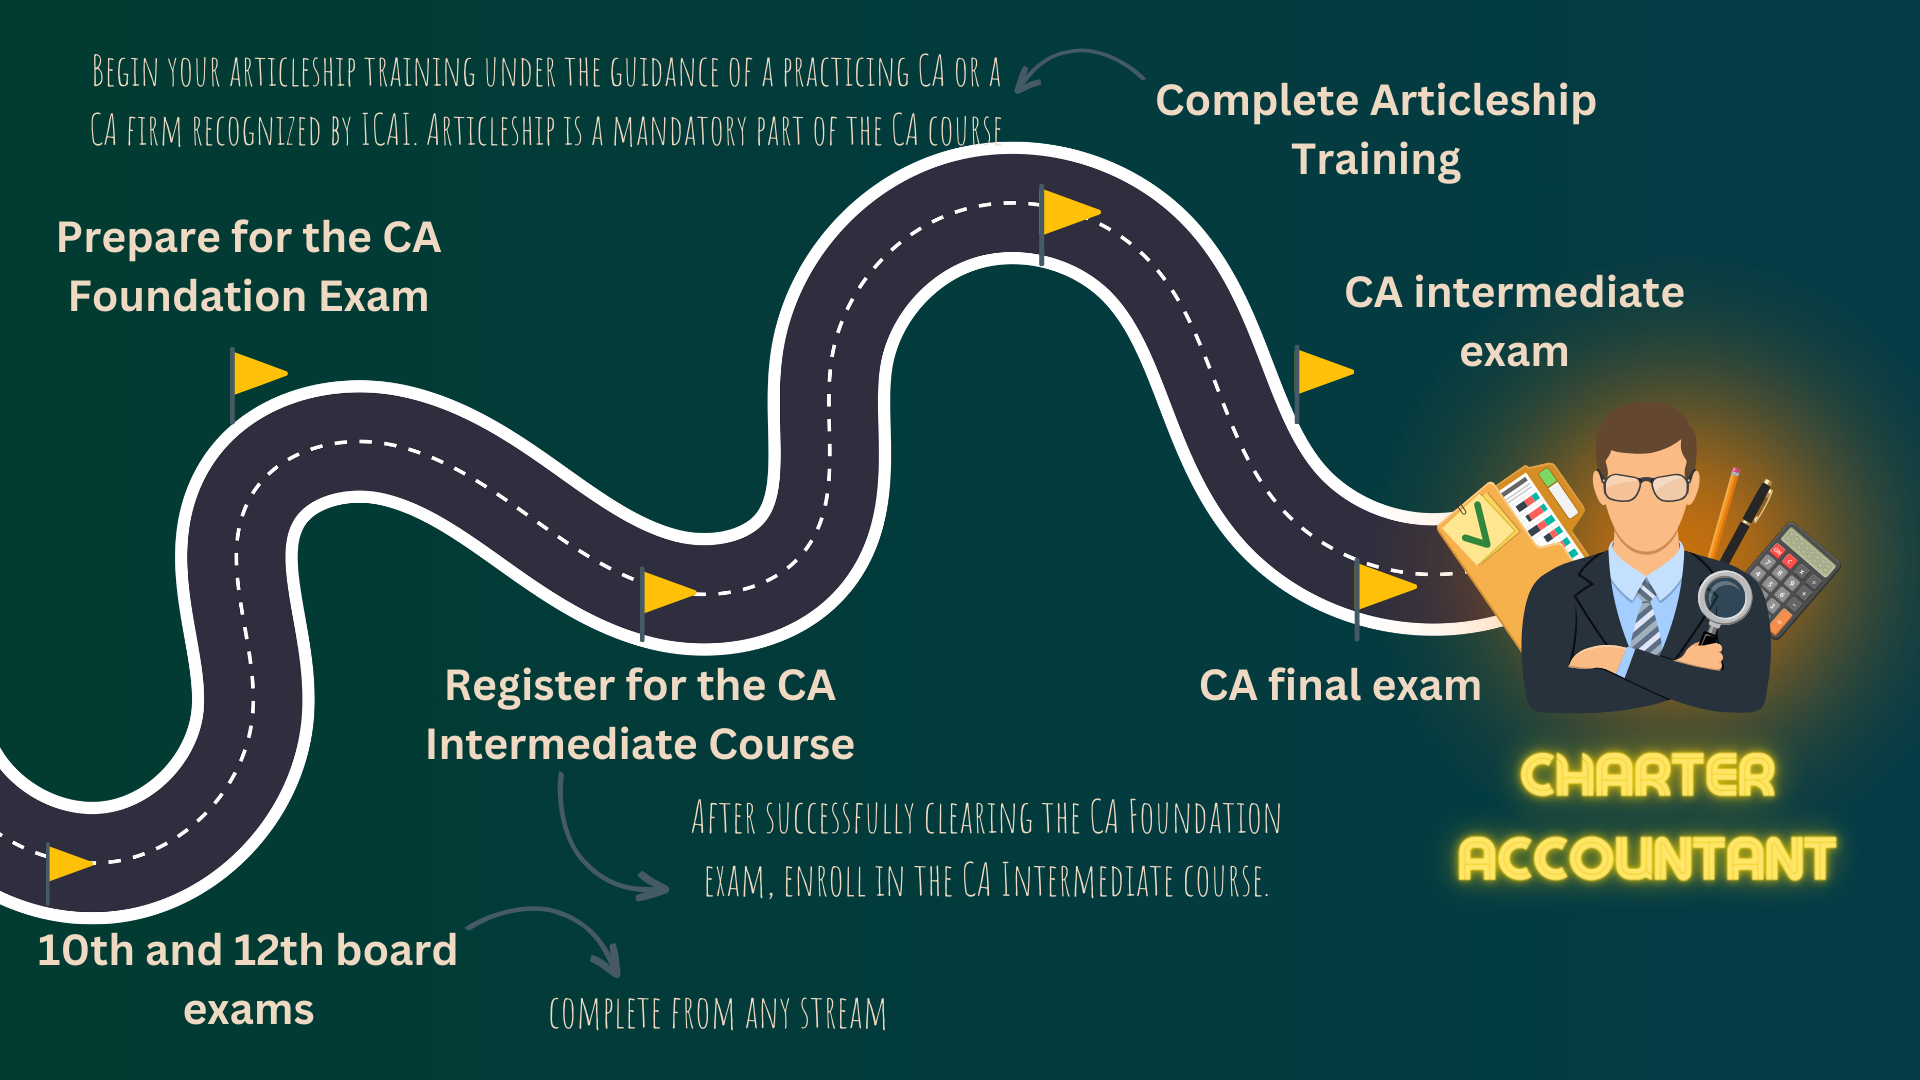 Begin your articleship training under the guidance of a practicing CA or a
CA firm recognized by ICAI. Articleship is a mandatory part of the CA course
Complete Articleship
Training
Prepare for the CA
Foundation Exam
CA intermediate
exam
Register for the CA
Intermediate Course
CA final exam
After successfully clearing the CA Foundation
exam, enroll in the CA Intermediate course.
CHARTER
ACCOUNTANT
10th and 12th board
exams
complete from any stream